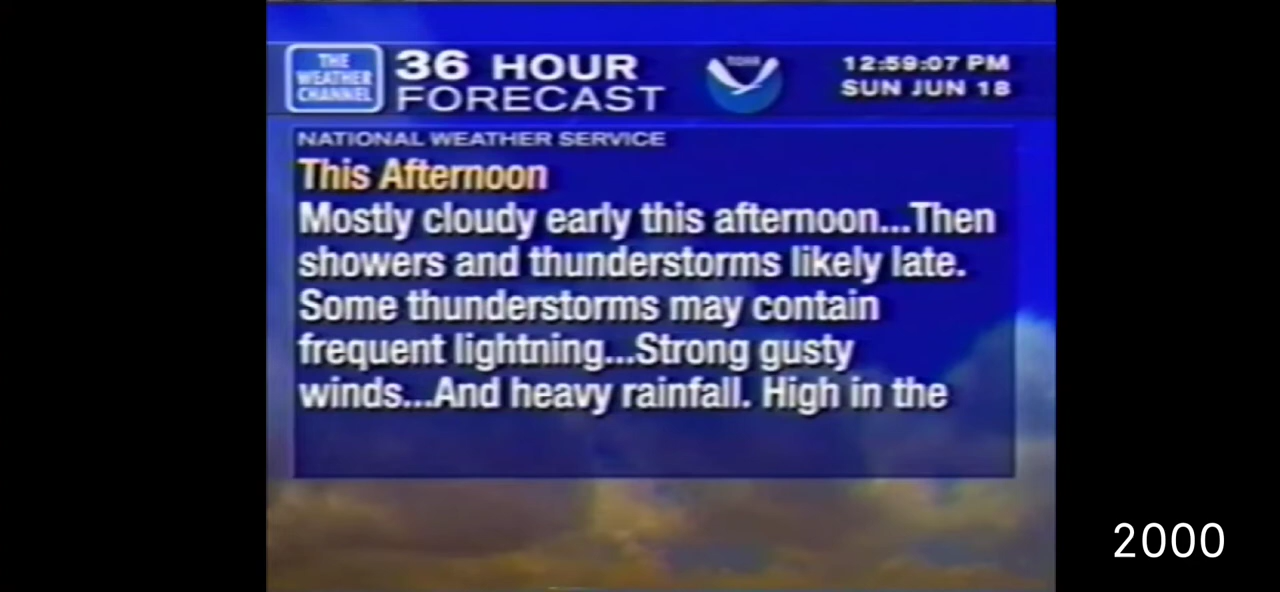 THE
WEATHER
CHANNEL
36 HOUR
FORECAST
NOAA
12:59:07 PM
SUN JUN 18
NATIONAL WEATHER SERVICE
This Afternoon
Mostly cloudy early this afternoon...Then
showers and thunderstorms likely late.
Some thunderstorms may contain
frequent lightning...Strong gusty
winds...And heavy rainfall. High in the
2000